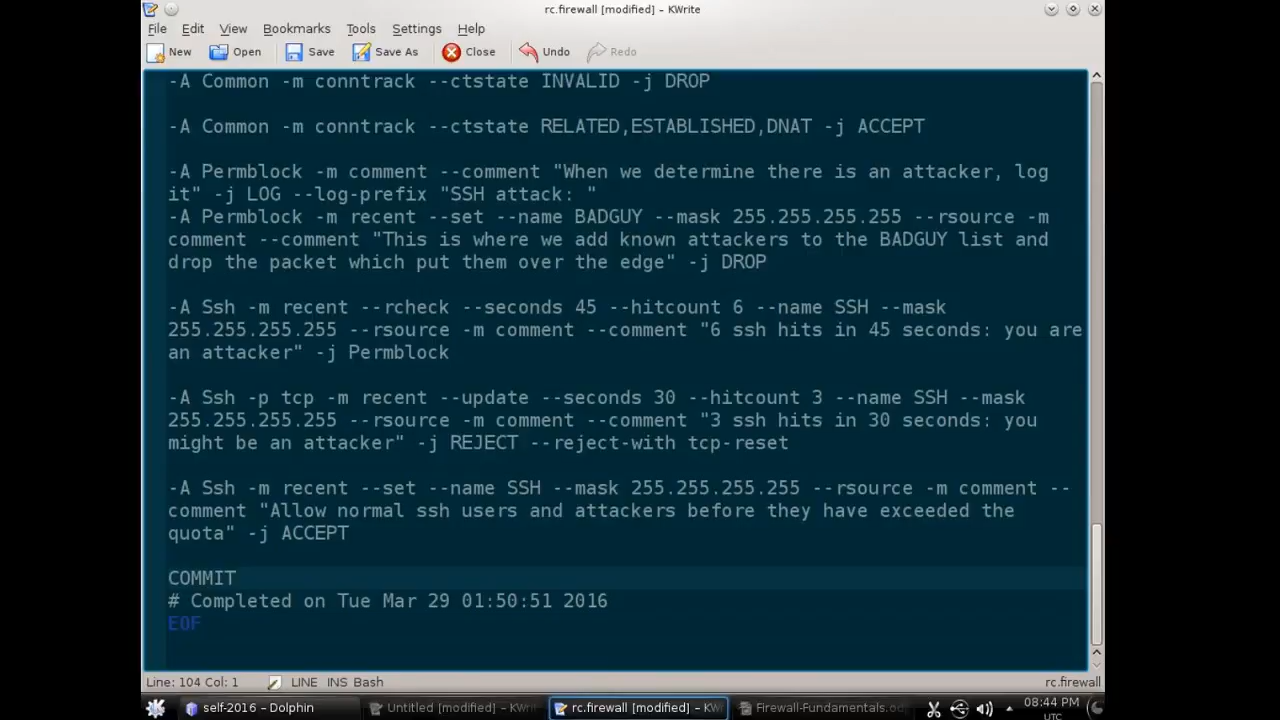 rc.firewall [modified] – KWrite
File Edit View Bookmarks Tools Settings Help
New Open Save Save As Close Undo Redo
-A Common -m conntrack --ctstate INVALID -j DROP
-A Common -m conntrack --ctstate RELATED,ESTABLISHED,DNAT -j ACCEPT
-A Permblock -m comment --comment "When we determine there is an attacker, log
it" -j LOG --log-prefix "SSH attack: "
-A Permblock -m recent --set --name BADGUY --mask 255.255.255.255 --rsource -m
comment --comment "This is where we add known attackers to the BADGUY list and
drop the packet which put them over the edge" -j DROP
-A Ssh -m recent --rcheck --seconds 45 --hitcount 6 --name SSH --mask
255.255.255.255 --rsource -m comment --comment "6 ssh hits in 45 seconds: you are
an attacker" -j Permblock
-A Ssh -p tcp -m recent --update --seconds 30 --hitcount 3 --name SSH --mask
255.255.255.255 --rsource -m comment --comment "3 ssh hits in 30 seconds: you
might be an attacker" -j REJECT --reject-with tcp-reset
-A Ssh -m recent --set --name SSH --mask 255.255.255.255 --rsource -m comment --
comment "Allow normal ssh users and attackers before they have exceeded the
quota" -j ACCEPT
COMMIT
# Completed on Tue Mar 29 01:50:51 2016
EOF
Line: 104 Col: 1 LINE INS Bash rc.firewall
self-2016 – Dolphin Untitled [modified] – KWri rc.firewall [modified] – KW Firewall-Fundamentals.od 08:44 PM
UTC